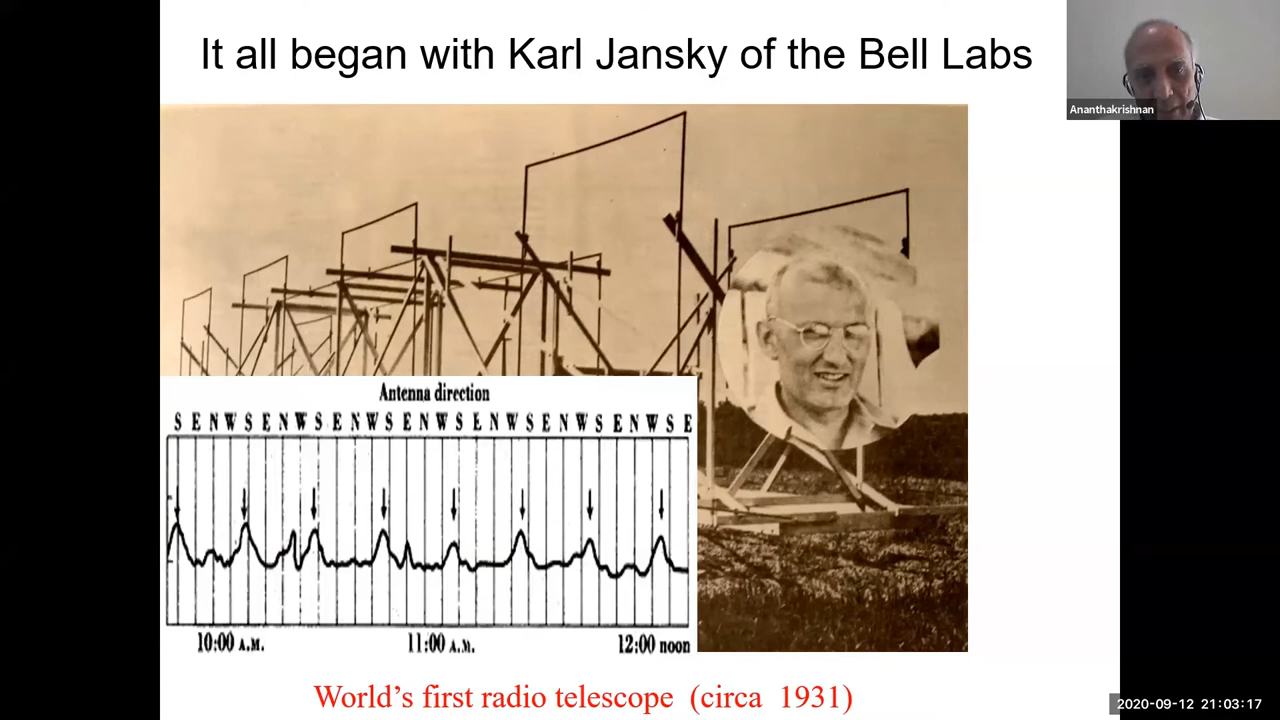 It all began with Karl Jansky of the Bell Labs
Ananthakrishnan
Antenna direction
S E N W S E N W S E N W S E N W S E N W S E N W S E N W S E
10:00 A.M. 11:00 A.M. 12:00 noon
World's first radio telescope (circa 1931)
2020-09-12 21:03:17